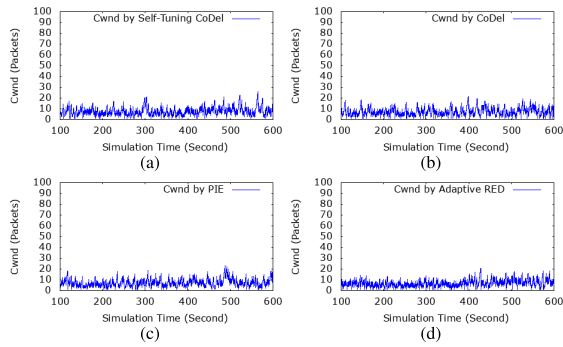 Cwnd by Self-Tuning CoDel
Cwnd (Packets)
100
90
80
70
60
50
40
30
20
10
0
100 200 300 400 500 600
Simulation Time (Second)
(a)
Cwnd by CoDel
Cwnd (Packets)
100
90
80
70
60
50
40
30
20
10
0
100 200 300 400 500 600
Simulation Time (Second)
(b)
Cwnd by PIE
Cwnd (Packets)
100
90
80
70
60
50
40
30
20
10
0
100 200 300 400 500 600
Simulation Time (Second)
(c)
Cwnd by Adaptive RED
Cwnd (Packets)
100
90
80
70
60
50
40
30
20
10
0
100 200 300 400 500 600
Simulation Time (Second)
(d)